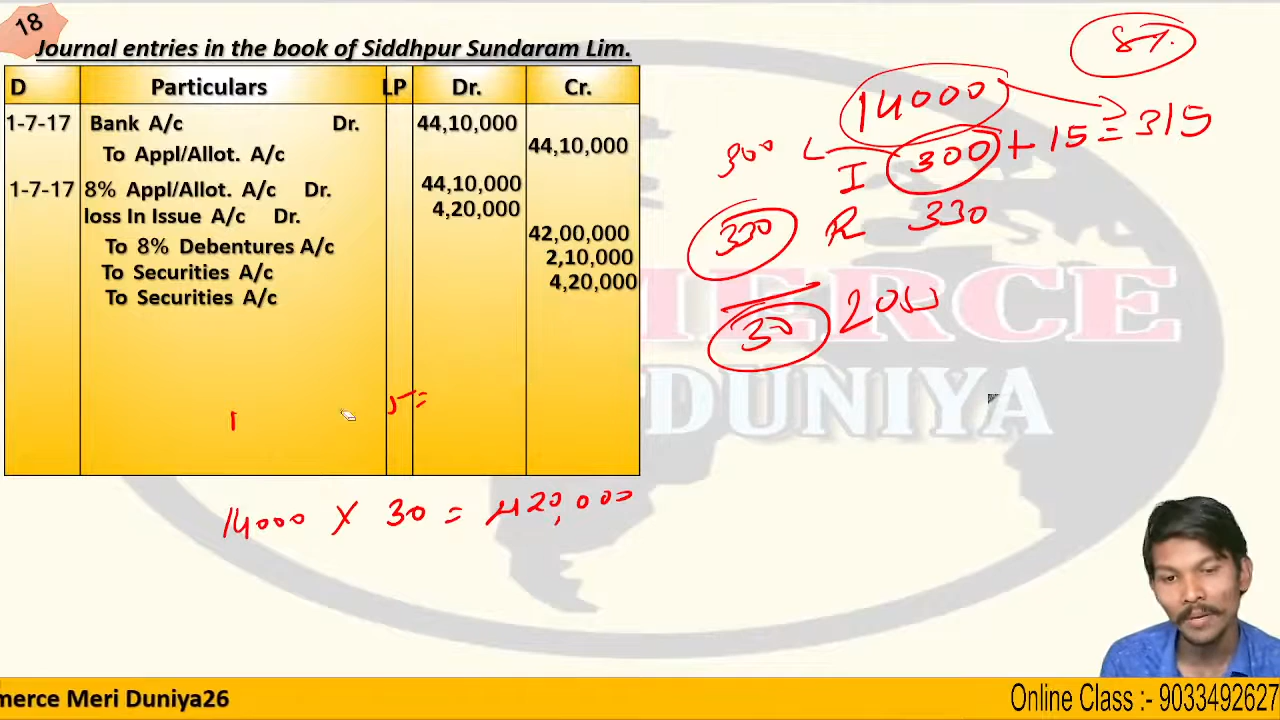 18
Journal entries in the book of Siddhpur Sundaram Lim.
D Particulars LP Dr. Cr.
1-7-17 Bank A/c Dr. 44,10,000
To Appl/Allot. A/c 44,10,000
1-7-17 8% Appl/Allot. A/c Dr. 44,10,000
loss In Issue A/c Dr. 4,20,000
To 8% Debentures A/c 42,00,000
To Securities A/c 2,10,000
To Securities A/c 4,20,000
14000 X 30 = 420,000
8%
14000
300 I 300 + 15 = 315
330 R 330
30
MERCE
DUNIYA
merce Meri Duniya26
Online Class :- 9033492627